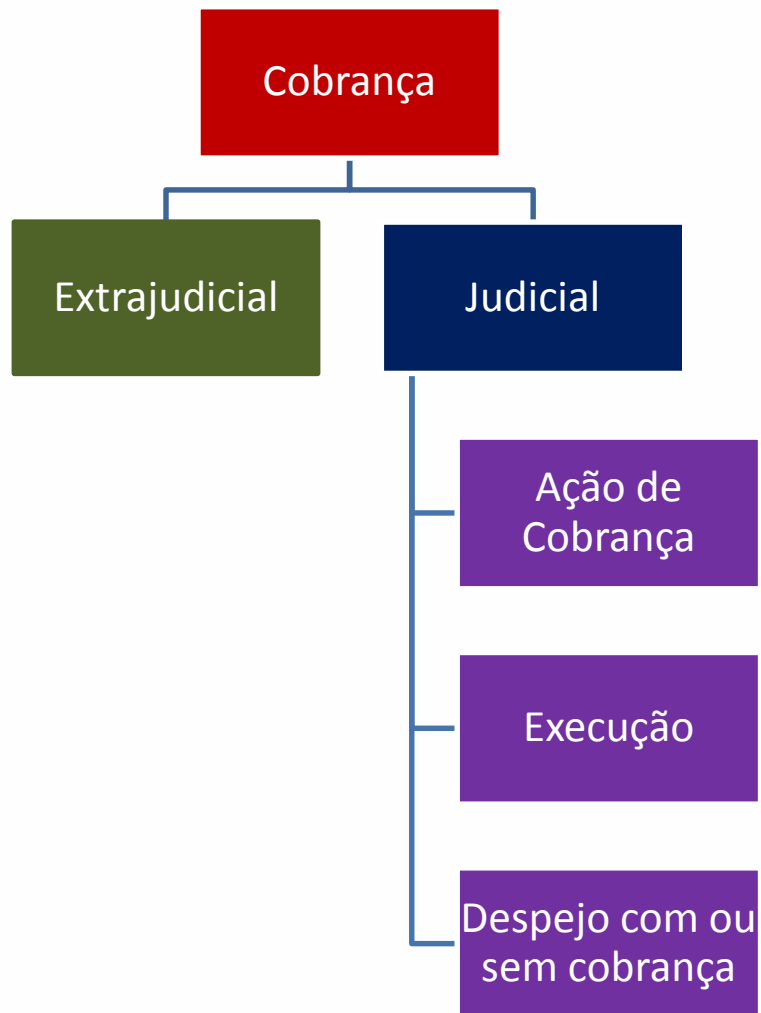 Cobrança
Extrajudicial
Judicial
Ação de
Cobrança
Execução
Despejo com ou
sem cobrança